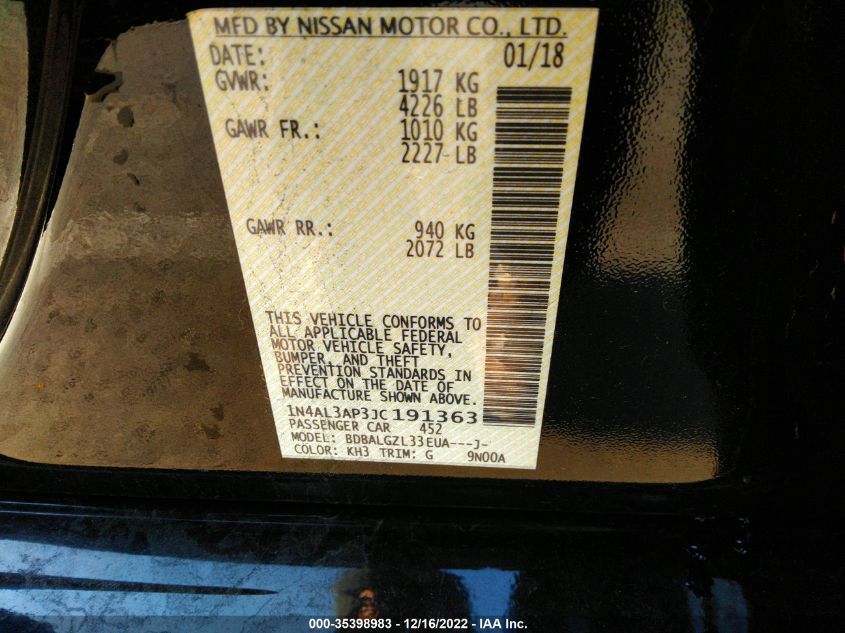 MFD BY NISSAN MOTOR CO., LTD.
DATE: 01/18
GVWR: 1917 KG
4226 LB
GAWR FR.: 1010 KG
2227 LB
GAWR RR.: 940 KG
2072 LB
THIS VEHICLE CONFORMS TO
ALL APPLICABLE FEDERAL
MOTOR VEHICLE SAFETY,
BUMPER, AND THEFT
PREVENTION STANDARDS IN
EFFECT ON THE DATE OF
MANUFACTURE SHOWN ABOVE.
1N4AL3AP3JC191363
PASSENGER CAR 452
MODEL: BDBALGZL33EUA---J-
COLOR: KH3 TRIM: G 9N00A
000-35398983 / 12/16/2022 - IAA Inc.